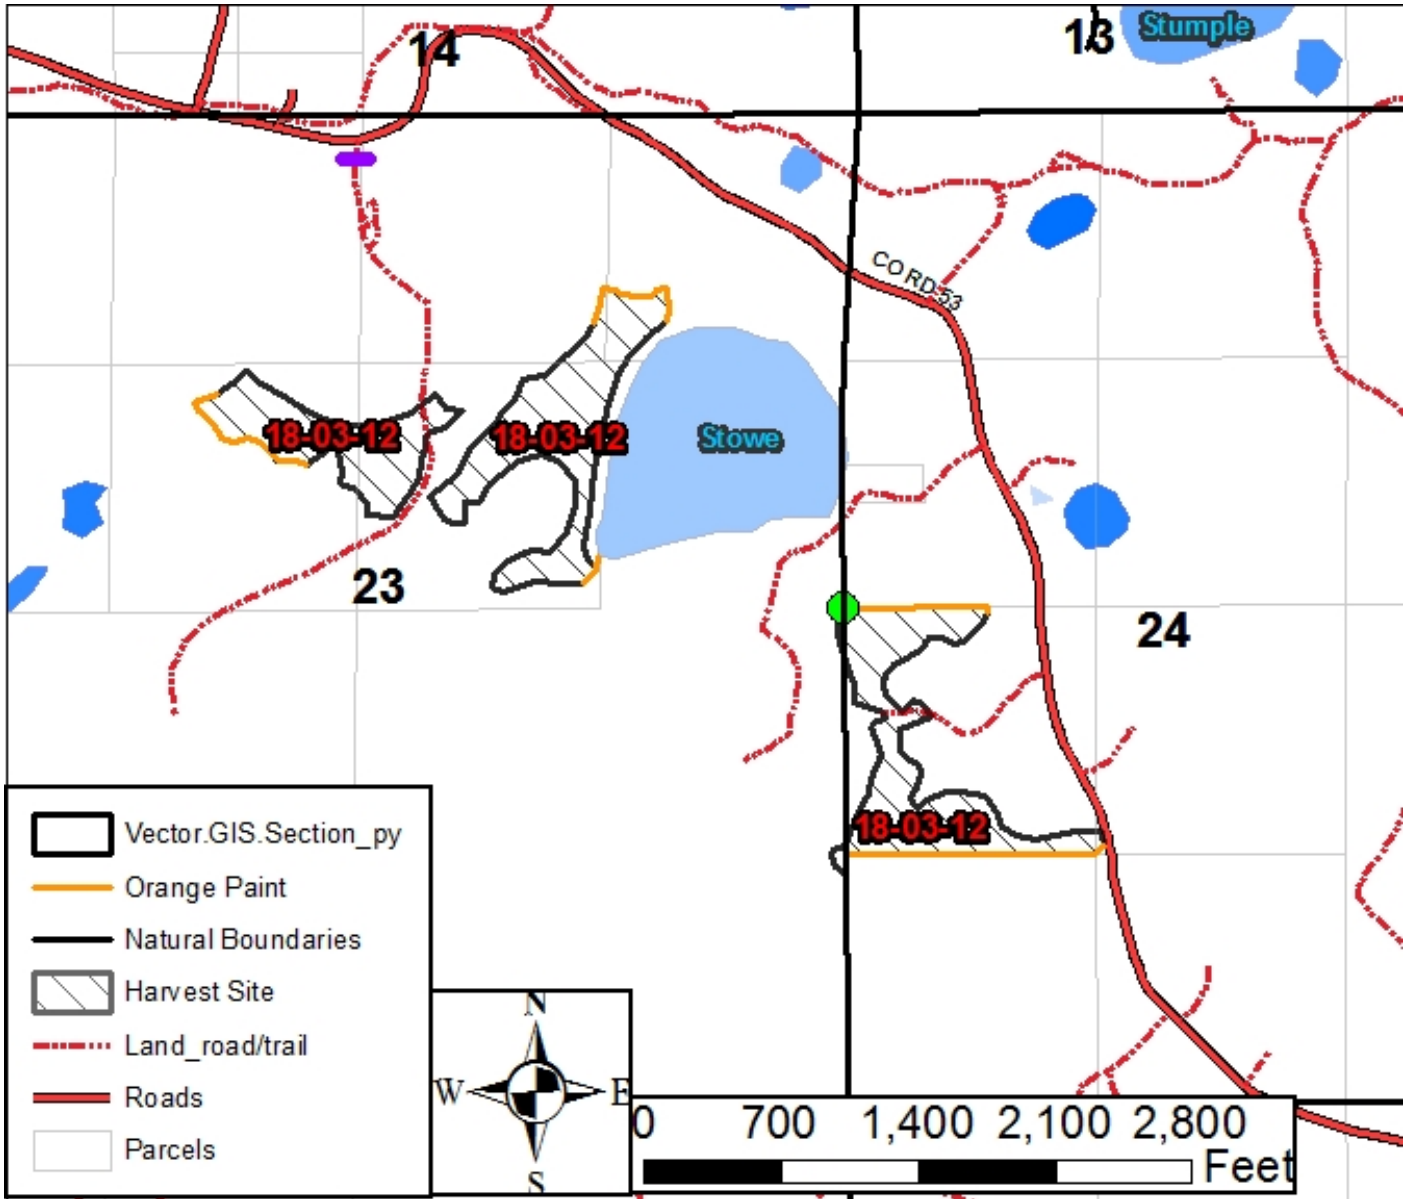 14
13
Stumple
CO RD 53
18-03-12
18-03-12
Stowe
23
24
18-03-12
Vector.GIS.Section_py
Orange Paint
Natural Boundaries
Harvest Site
Land_road/trail
Roads
Parcels
N
W E
S
0 700 1,400 2,100 2,800
Feet